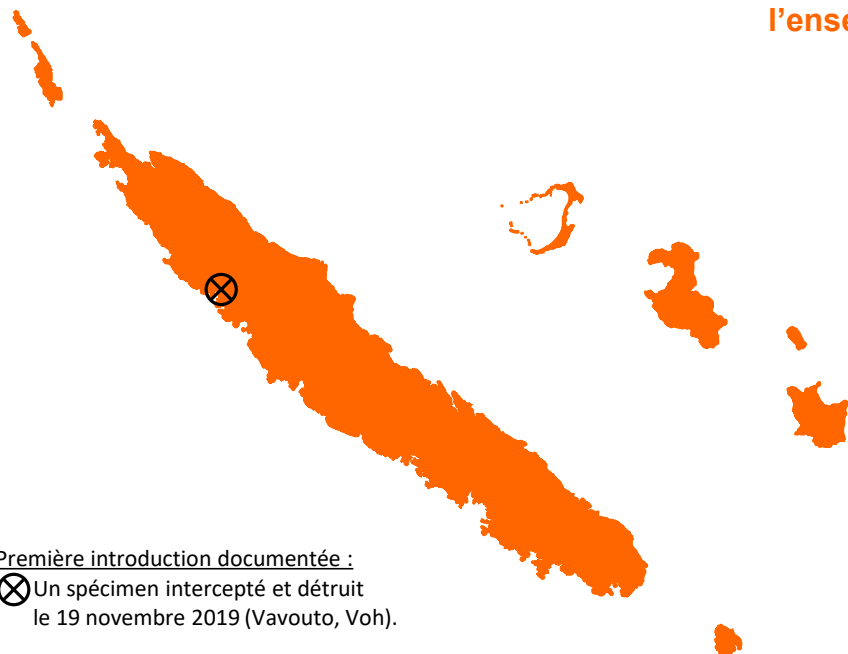 l’ense
Première introduction documentée :
Un spécimen intercepté et détruit
le 19 novembre 2019 (Vavouto, Voh).